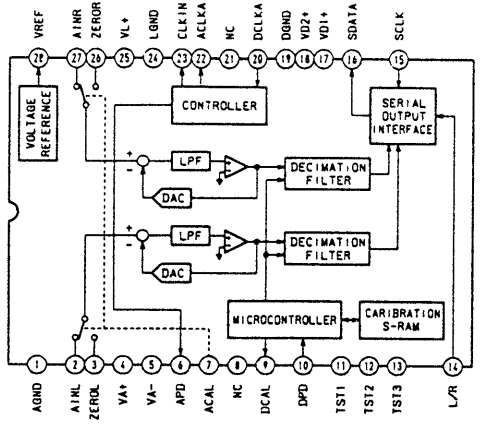 VREF AINR ZEROR VL+ LGND CLKIN ACLKA NC DCLKA DGND VD2+ VD1+ SDATA SCLK
28 27 26 25 24 23 22 21 20 19 18 17 16 15
VOLTAGE
REFERENCE
CONTROLLER
SERIAL
OUTPUT
INTERFACE
+ LPF + DECIMATION
- - FILTER
DAC
+ LPF + DECIMATION
- - FILTER
DAC
MICROCONTROLLER
CARIBRATION
S-RAM
1 2 3 4 5 6 7 8 9 10 11 12 13 14
AGND AINL ZEROL VA+ VA- APD ACAL NC DCAL DPD TST1 TST2 TST3 L/R